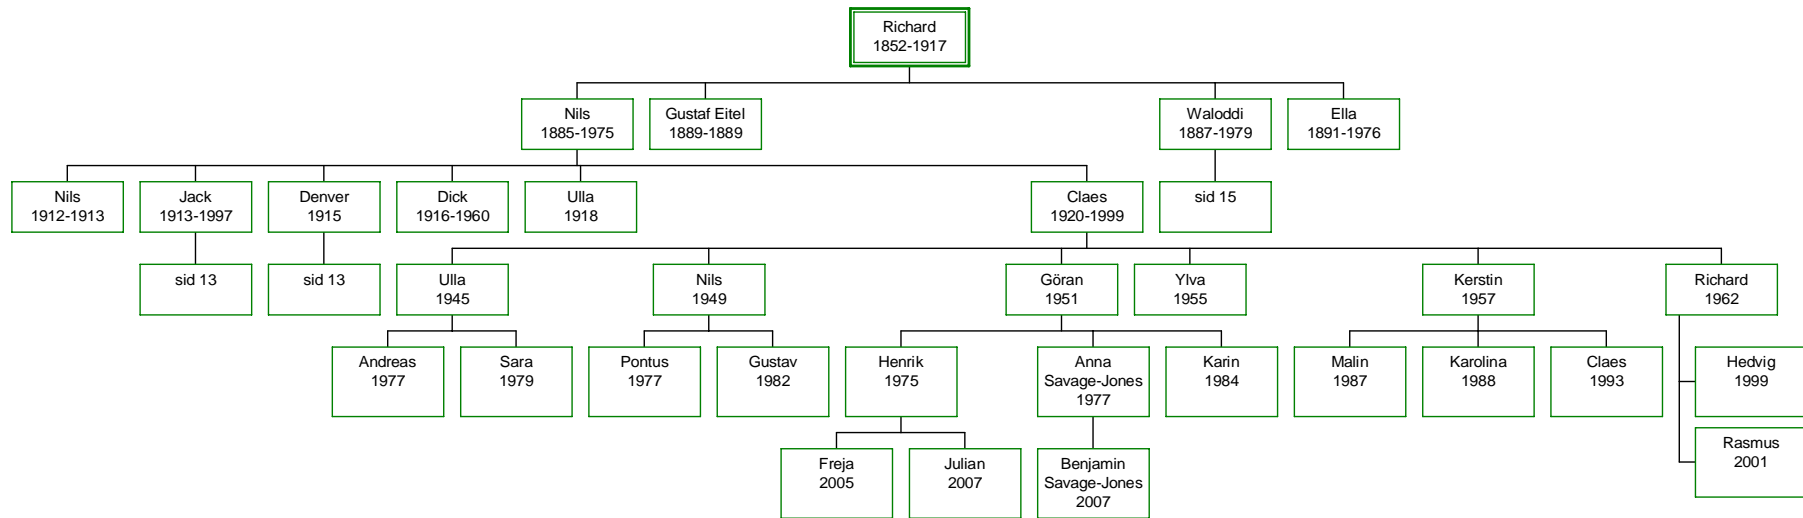 Richard
1852-1917
Nils
1885-1975
Gustaf Eitel
1889-1889
Waloddi
1887-1979
Ella
1891-1976
Nils
1912-1913
Jack
1913-1997
Denver
1915
Dick
1916-1960
Ulla
1918
Claes
1920-1999
sid 15
sid 13
sid 13
Ulla
1945
Nils
1949
Göran
1951
Ylva
1955
Kerstin
1957
Richard
1962
Andreas
1977
Sara
1979
Pontus
1977
Gustav
1982
Henrik
1975
Anna
Savage-Jones
1977
Karin
1984
Malin
1987
Karolina
1988
Claes
1993
Hedvig
1999
Freja
2005
Julian
2007
Benjamin
Savage-Jones
2007
Rasmus
2001